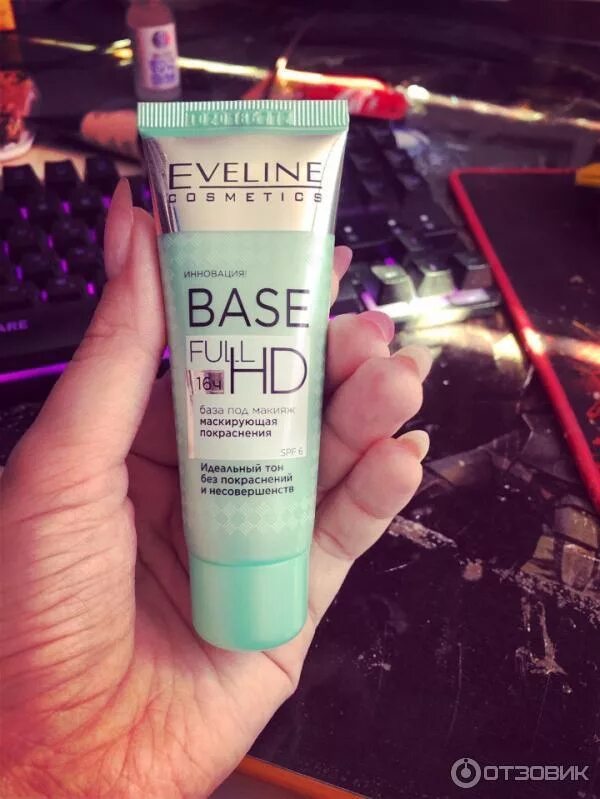 EVELINE
COSMETICS
ИННОВАЦИЯ!
BASE
FULL
16ч HD
база под макияж
маскирующая
покраснения
SPF 6
Идеальный тон
без покраснений
и несовершенств
ОТЗОВИК